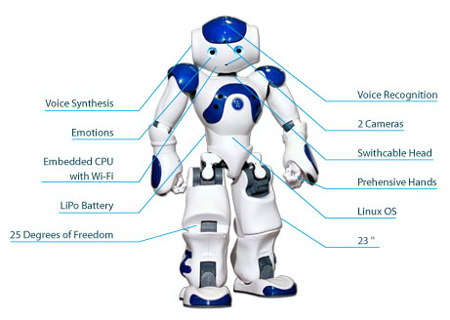 Voice Synthesis
Emotions
Embedded CPU
with Wi-Fi
LiPo Battery
25 Degrees of Freedom
Voice Recognition
2 Cameras
Swithcable Head
Prehensive Hands
Linux OS
23 "